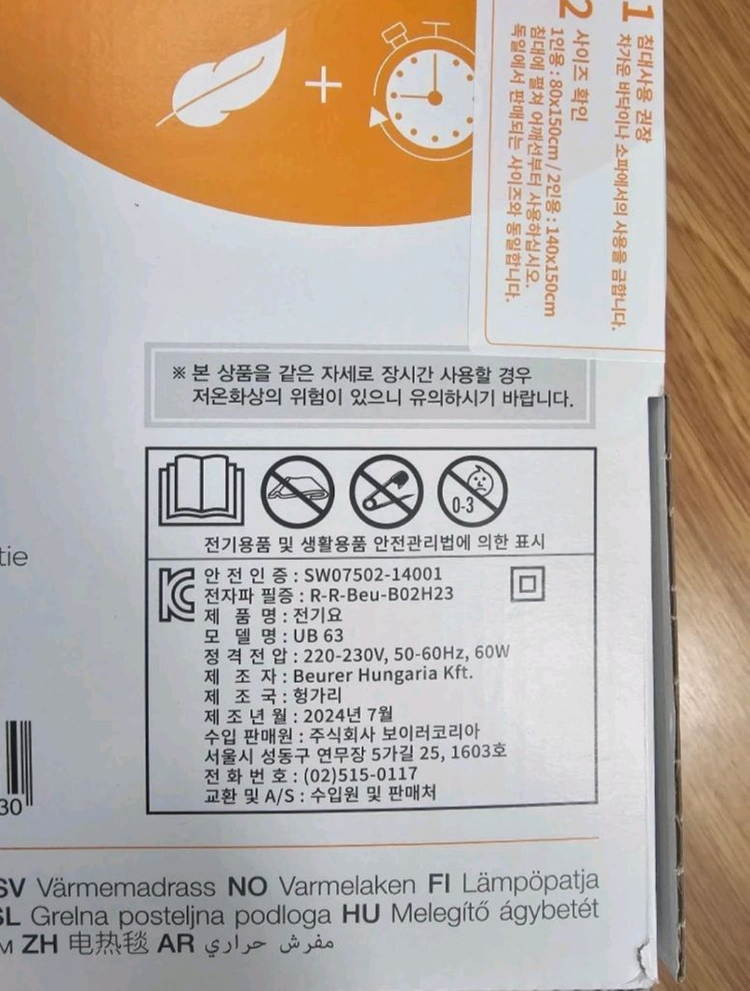 1 침대사용 권장
차가운 바닥이나 소파에서의 사용을 금합니다.
2 사이즈 확인
1인용 : 80x150cm / 2인용 : 140x150cm
침대에 펼쳐 어깨선부터 사용하십시오.
독일에서 판매되는 사이즈와 동일합니다.
※ 본 상품을 같은 자세로 장시간 사용할 경우
저온화상의 위험이 있으니 유의하시기 바랍니다.
0-3
전기용품 및 생활용품 안전관리법에 의한 표시
안전인증 : SW07502-14001
전자파 필증 : R-R-Beu-B02H23
제 품 명 : 전기요
모 델 명 : UB 63
정격전압 : 220-230V, 50-60Hz, 60W
제 조 자 : Beurer Hungaria Kft.
제 조 국 : 헝가리
제조년월 : 2024년 7월
수입 판매원 : 주식회사 보이러코리아
서울시 성동구 연무장 5가길 25, 1603호
전화번호 : (02)515-0117
교환 및 A/S : 수입원 및 판매처
tie
30
SV Värmemadrass NO Varmelaken FI Lämpöpatja
SL Grelna posteljna podloga HU Melegítő ágybetét
M ZH 电热毯 AR مفرش حراري